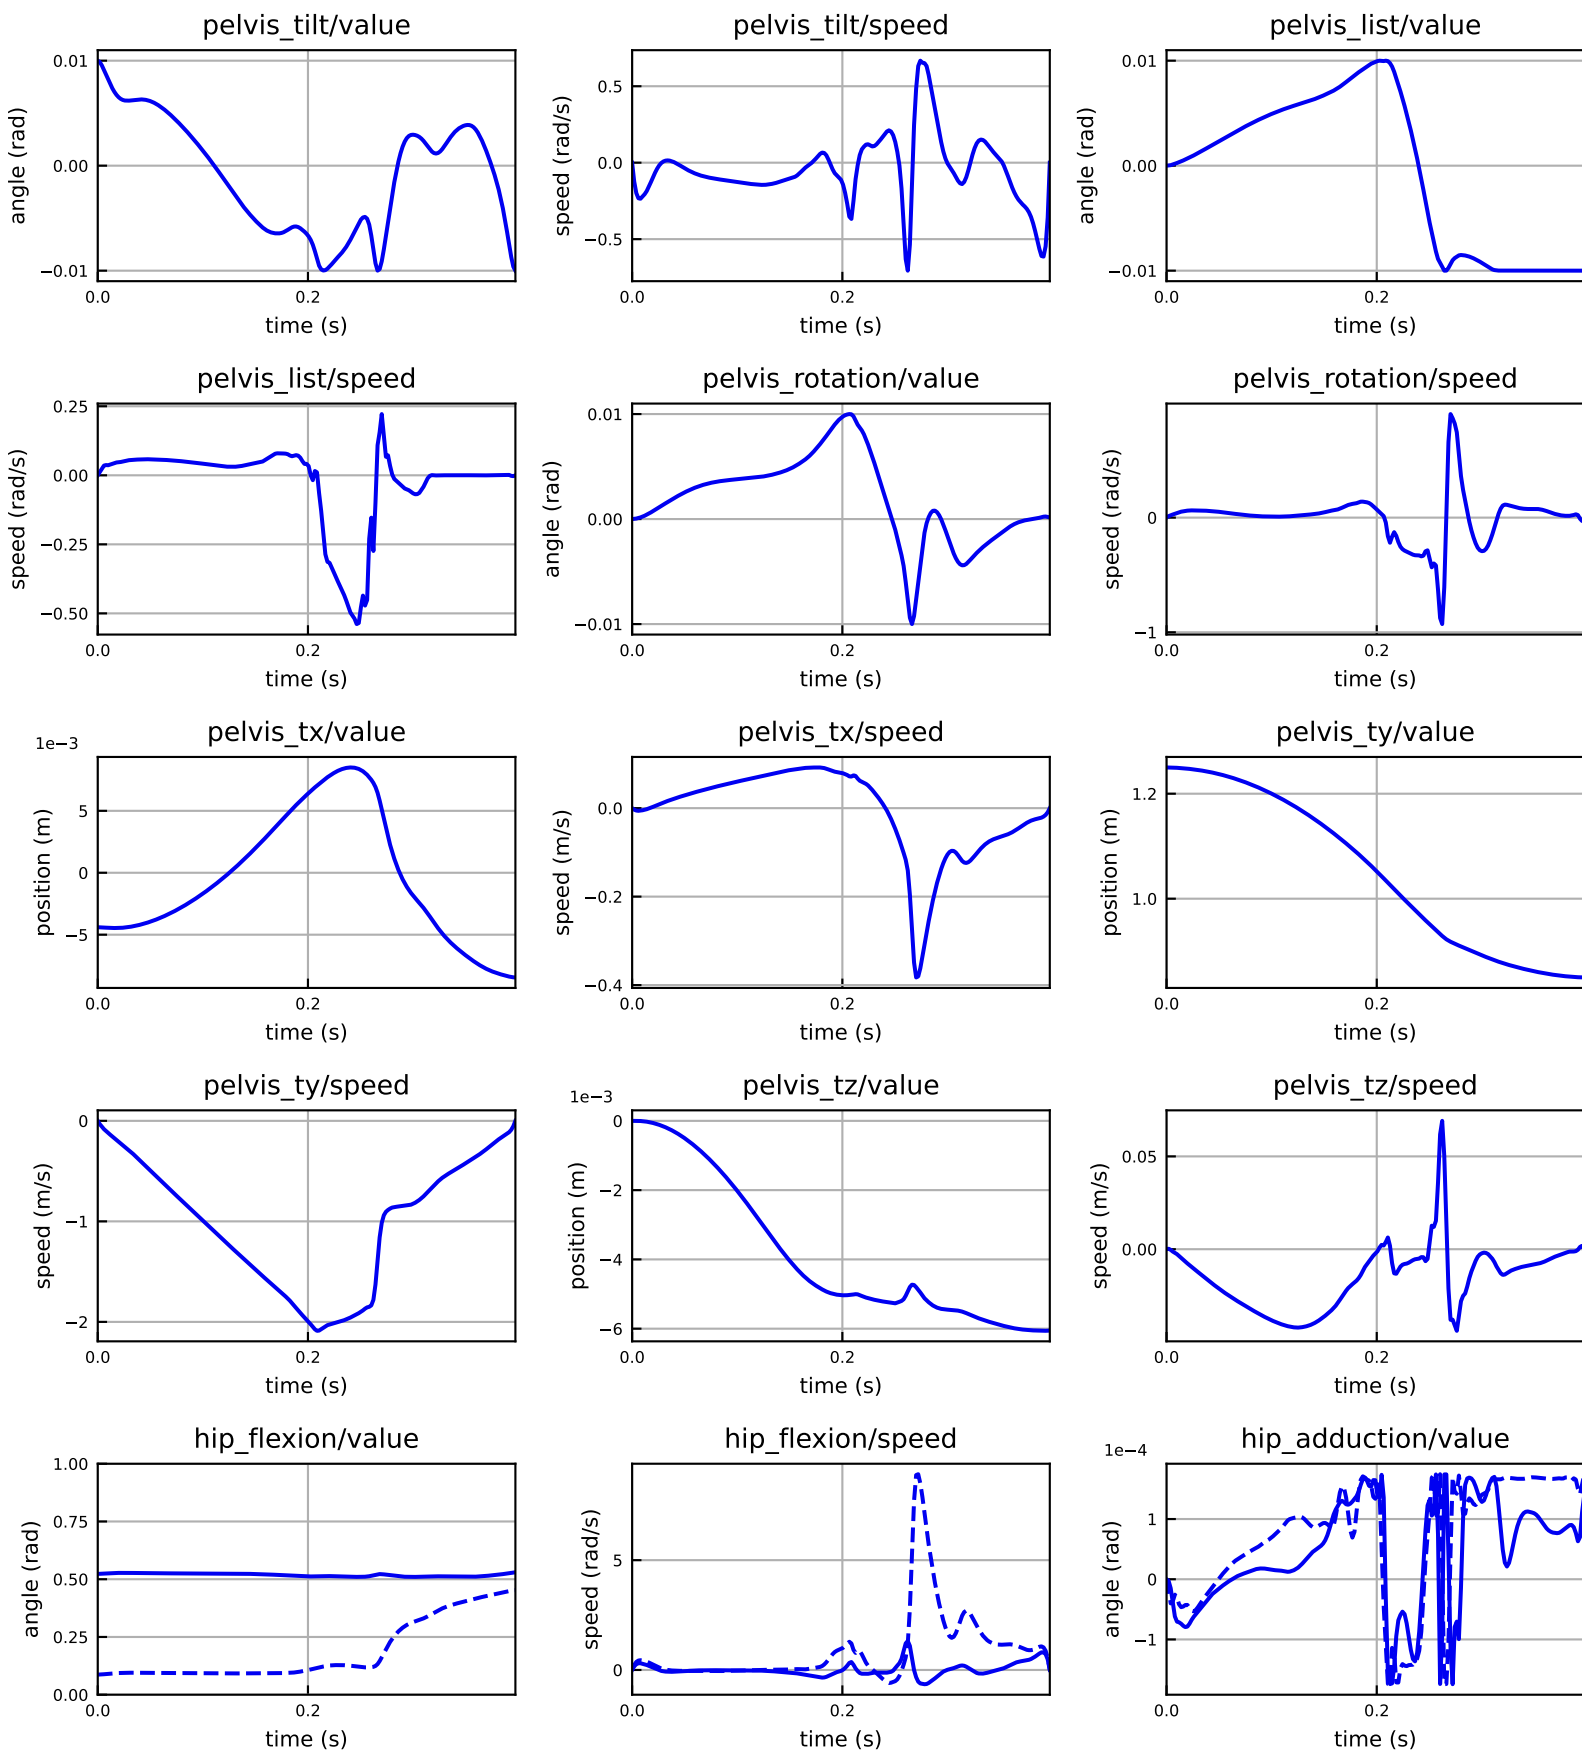 pelvis_tilt/value
0.01
0.00
−0.01
angle (rad)
0.0
0.2
time (s)
pelvis_tilt/speed
0.5
0.0
−0.5
speed (rad/s)
0.0
0.2
time (s)
pelvis_list/value
0.01
0.00
−0.01
angle (rad)
0.0
0.2
time (s)
pelvis_list/speed
0.25
0.00
−0.25
−0.50
speed (rad/s)
0.0
0.2
time (s)
pelvis_rotation/value
0.01
0.00
−0.01
angle (rad)
0.0
0.2
time (s)
pelvis_rotation/speed
0
−1
speed (rad/s)
0.0
0.2
time (s)
pelvis_tx/value
1e−3
5
0
−5
position (m)
0.0
0.2
time (s)
pelvis_tx/speed
0.0
−0.2
−0.4
speed (m/s)
0.0
0.2
time (s)
pelvis_ty/value
1.2
1.0
position (m)
0.0
0.2
time (s)
pelvis_ty/speed
0
−1
−2
speed (m/s)
0.0
0.2
time (s)
pelvis_tz/value
1e−3
0
−2
−4
−6
position (m)
0.0
0.2
time (s)
pelvis_tz/speed
0.05
0.00
speed (m/s)
0.0
0.2
time (s)
hip_flexion/value
1.00
0.75
0.50
0.25
0.00
angle (rad)
0.0
0.2
time (s)
hip_flexion/speed
5
0
speed (rad/s)
0.0
0.2
time (s)
hip_adduction/value
1e−4
1
0
−1
angle (rad)
0.0
0.2
time (s)